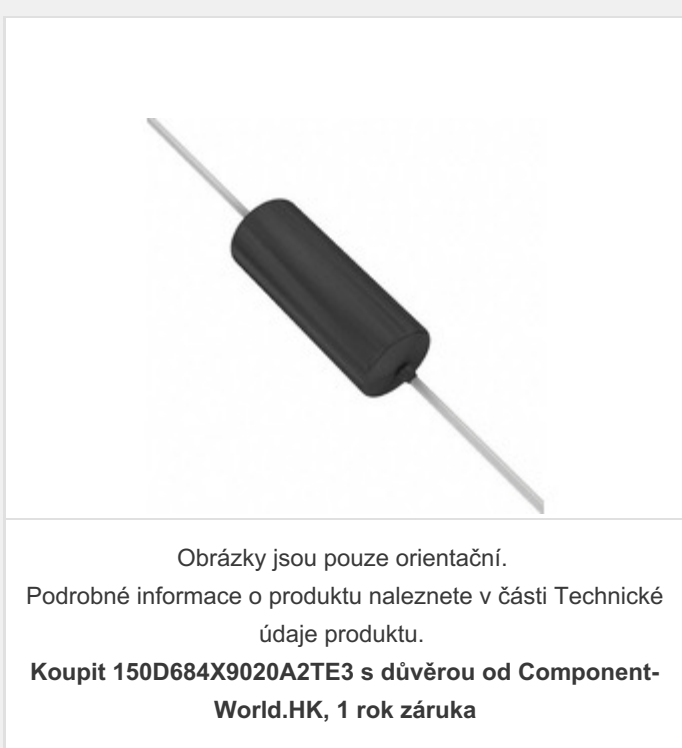 Obrázky jsou pouze orientační.
Podrobné informace o produktu naleznete v části Technické
údaje produktu.
Koupit 150D684X9020A2TE3 s důvěrou od Component-
World.HK, 1 rok záruka